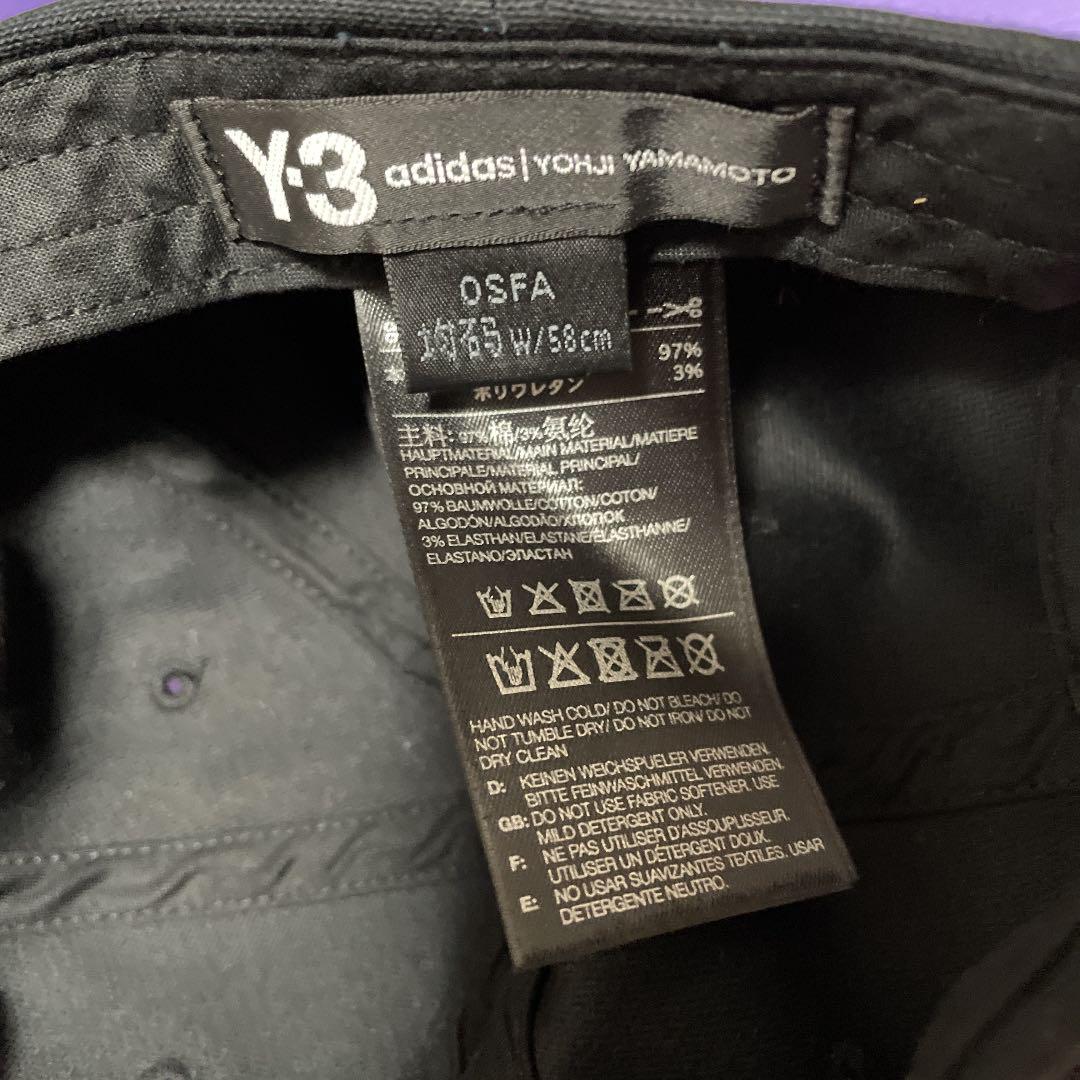 Y-3 adidas | YOHJI YAMAMOTO
OSFA
W/58cm
97%
ポリウレタン 3%
主料: 97%棉/3%氨纶
HAUPTMATERIAL/MAIN MATERIAL/MATIERE
PRINCIPALE/MATERIAL PRINCIPAL/
ОСНОВНОЙ МАТЕРИАЛ:
97% BAUMWOLLE/COTTON/COTON/
ALGODÓN/ALGODÃO/ХЛОПОК
3% ELASTHAN/ELASTANE/ELASTHANNE/
ELASTANO/ЭЛАСТАН
HAND WASH COLD/ DO NOT BLEACH/ DO
NOT TUMBLE DRY/ DO NOT IRON/ DO NOT
DRY CLEAN
D: KEINEN WEICHSPUELER VERWENDEN.
BITTE FEINWASCHMITTEL VERWENDEN.
GB: DO NOT USE FABRIC SOFTENER. USE
MILD DETERGENT ONLY.
F: NE PAS UTILISER D'ASSOUPLISSEUR.
UTILISER UN DÉTERGENT DOUX.
E: NO USAR SUAVIZANTES TEXTILES. USAR
DETERGENTE NEUTRO.